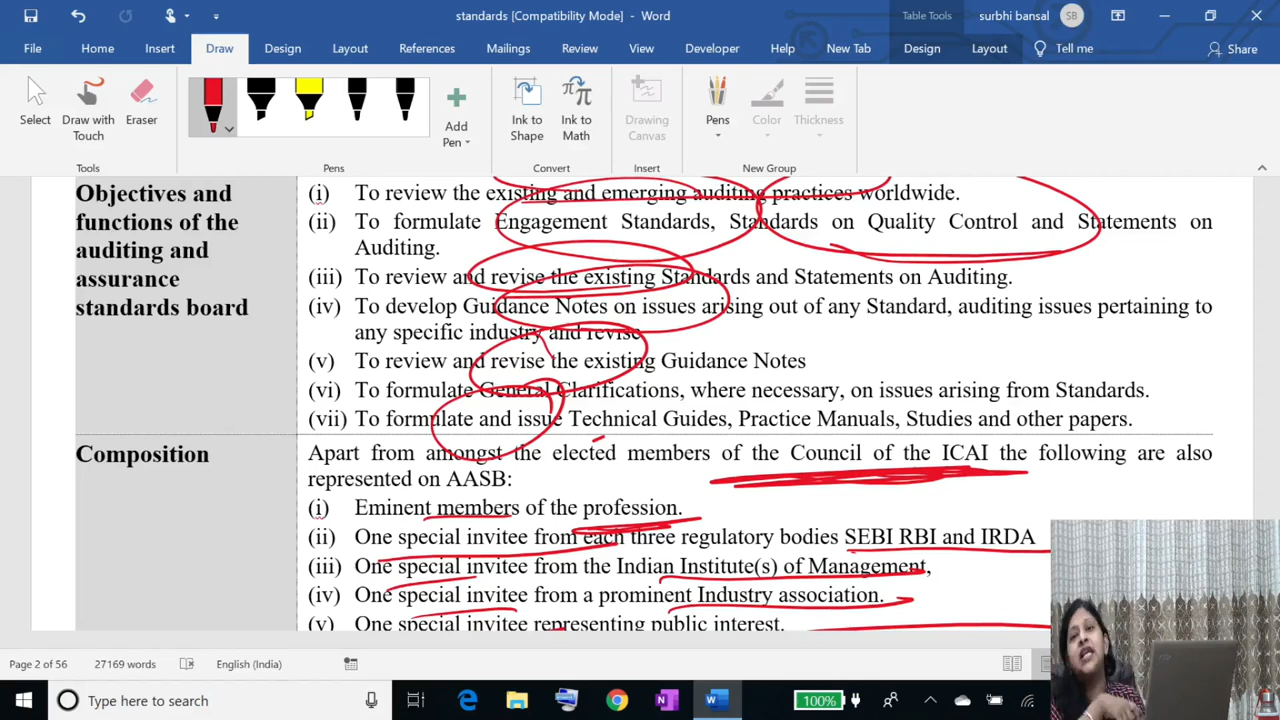 standards [Compatibility Mode] - Word
Table Tools
surbhi bansal
SB
File Home Insert Draw Design Layout References Mailings Review View Developer Help New Tab Design Layout Tell me Share
Select
Draw with Touch
Eraser
Add Pen
Ink to Shape
Ink to Math
Drawing Canvas
Pens
Color
Thickness
Tools
Pens
Convert
Insert
New Group
Objectives and functions of the auditing and assurance standards board
(i) To review the existing and emerging auditing practices worldwide.
(ii) To formulate Engagement Standards, Standards on Quality Control and Statements on
Auditing.
(iii) To review and revise the existing Standards and Statements on Auditing.
(iv) To develop Guidance Notes on issues arising out of any Standard, auditing issues pertaining to
any specific industry and revise
(v) To review and revise the existing Guidance Notes
(vi) To formulate General Clarifications, where necessary, on issues arising from Standards.
(vii) To formulate and issue Technical Guides, Practice Manuals, Studies and other papers.
Composition
Apart from amongst the elected members of the Council of the ICAI the following are also
represented on AASB:
(i) Eminent members of the profession.
(ii) One special invitee from each three regulatory bodies SEBI RBI and IRDA
(iii) One special invitee from the Indian Institute(s) of Management,
(iv) One special invitee from a prominent Industry association.
(v) One special invitee representing public interest.
Page 2 of 56
27169 words
English (India)
Type here to search
100%